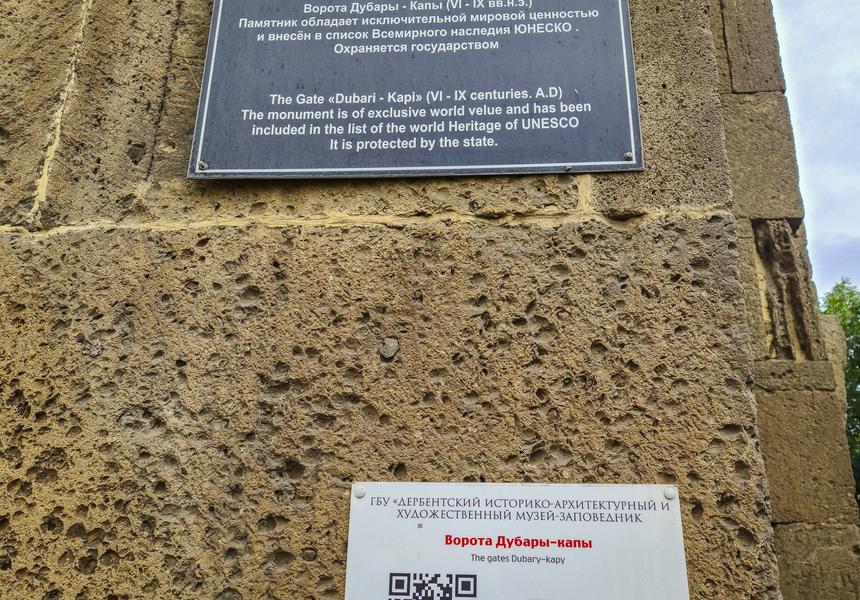 Ворота Дубары - Капы (VI - IX вв.н.э.)
Памятник обладает исключительной мировой ценностью
и внесён в список Всемирного наследия ЮНЕСКО .
Охраняется государством
The Gate «Dubari - Kapi» (VI - IX centuries. A.D)
The monument is of exclusive world velue and has been
included in the list of the world Heritage of UNESCO
It is protected by the state.
ГБУ «ДЕРБЕНТСКИЙ ИСТОРИКО-АРХИТЕКТУРНЫЙ И
ХУДОЖЕСТВЕННЫЙ МУЗЕЙ-ЗАПОВЕДНИК
Ворота Дубары-капы
The gates Dubary-kapy